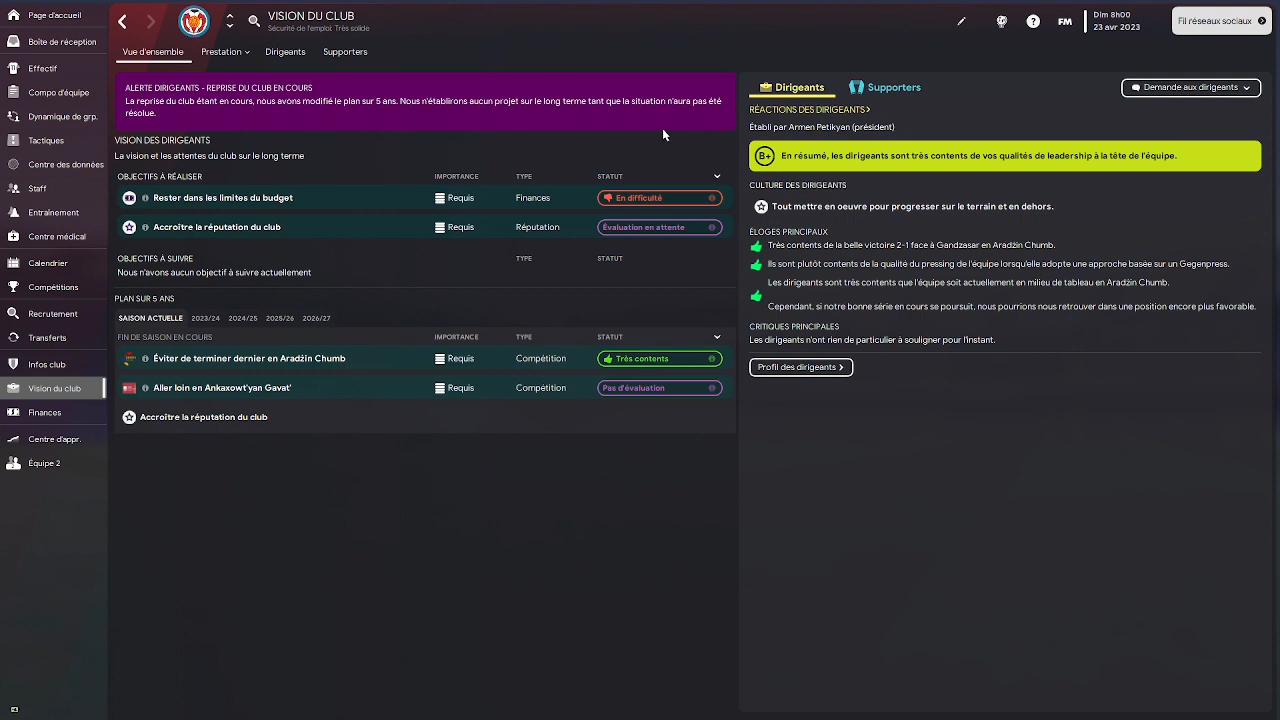 Page d'accueil
Boîte de réception
Effectif
Compo d'équipe
Dynamique de grp.
Tactiques
Centre des données
Staff
Entraînement
Centre médical
Calendrier
Compétitions
Recrutement
Transferts
Infos club
Vision du club
Finances
Centre d'appr.
Équipe 2
VISION DU CLUB
Sécurité de l'emploi: Très solide
FM
Dim 8h00
23 avr 2023
Fil réseaux sociaux
Vue d'ensemble
Prestation
Dirigeants
Supporters
ALERTE DIRIGEANTS - REPRISE DU CLUB EN COURS
La reprise du club étant en cours, nous avons modifié le plan sur 5 ans. Nous n'établirons aucun projet sur le long terme tant que la situation n'aura pas été
résolue.
VISION DES DIRIGEANTS
La vision et les attentes du club sur le long terme
OBJECTIFS À RÉALISER IMPORTANCE TYPE STATUT
Rester dans les limites du budget Requis Finances En difficulté
Accroître la réputation du club Requis Réputation Évaluation en attente
OBJECTIFS À SUIVRE TYPE STATUT
Nous n'avons aucun objectif à suivre actuellement
PLAN SUR 5 ANS
SAISON ACTUELLE 2023/24 2024/25 2025/26 2026/27
FIN DE SAISON EN COURS IMPORTANCE TYPE STATUT
Éviter de terminer dernier en Aradżin Chumb Requis Compétition Très contents
Aller loin en Ankaxowt'yan Gavat' Requis Compétition Pas d'évaluation
Accroître la réputation du club
Dirigeants
Supporters
Demande aux dirigeants
RÉACTIONS DES DIRIGEANTS
Établi par Armen Petikyan (président)
B+ En résumé, les dirigeants sont très contents de vos qualités de leadership à la tête de l'équipe.
CULTURE DES DIRIGEANTS
Tout mettre en oeuvre pour progresser sur le terrain et en dehors.
ÉLOGES PRINCIPAUX
Très contents de la belle victoire 2-1 face à Gandzasar en Aradżin Chumb.
Ils sont plutôt contents de la qualité du pressing de l'équipe lorsqu'elle adopte une approche basée sur un Gegenpress.
Les dirigeants sont très contents que l'équipe soit actuellement en milieu de tableau en Aradżin Chumb.
Cependant, si notre bonne série en cours se poursuit, nous pourrions nous retrouver dans une position encore plus favorable.
CRITIQUES PRINCIPALES
Les dirigeants n'ont rien de particulier à souligner pour l'instant.
Profil des dirigeants